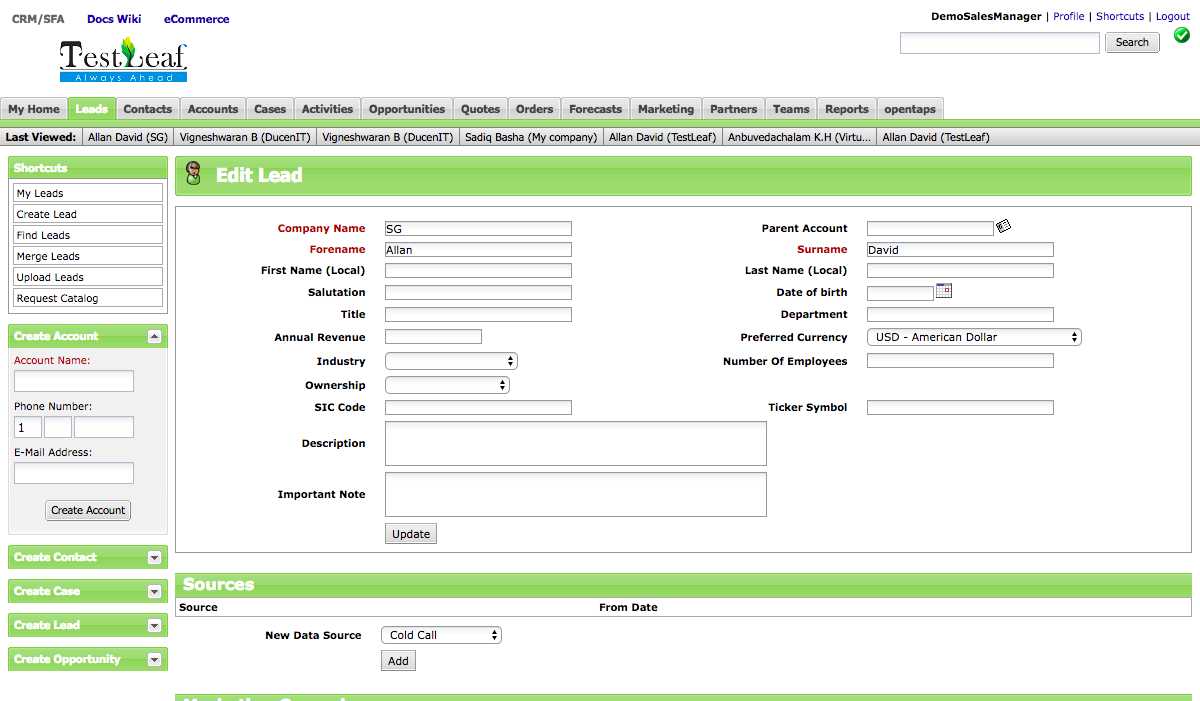 CRM/SFA Docs Wiki eCommerce
DemoSalesManager | Profile | Shortcuts | Logout
Search
TestLeaf
Always Ahead
My Home Leads Contacts Accounts Cases Activities Opportunities Quotes Orders Forecasts Marketing Partners Teams Reports opentaps
Last Viewed: Allan David (SG) Vigneshwaran B (DucenIT) Vigneshwaran B (DucenIT) Sadiq Basha (My company) Allan David (TestLeaf) Anbuvedachalam K.H (Virtu... Allan David (TestLeaf)
Shortcuts
My Leads
Create Lead
Find Leads
Merge Leads
Upload Leads
Request Catalog
Create Account
Account Name:
Phone Number:
1
E-Mail Address:
Create Account
Create Contact
Create Case
Create Lead
Create Opportunity
Edit Lead
Company Name SG Parent Account
Forename Allan Surname David
First Name (Local) Last Name (Local)
Salutation Date of birth
Title Department
Annual Revenue Preferred Currency USD - American Dollar
Industry Number Of Employees
Ownership
SIC Code Ticker Symbol
Description
Important Note
Update
Sources
Source From Date
New Data Source Cold Call
Add